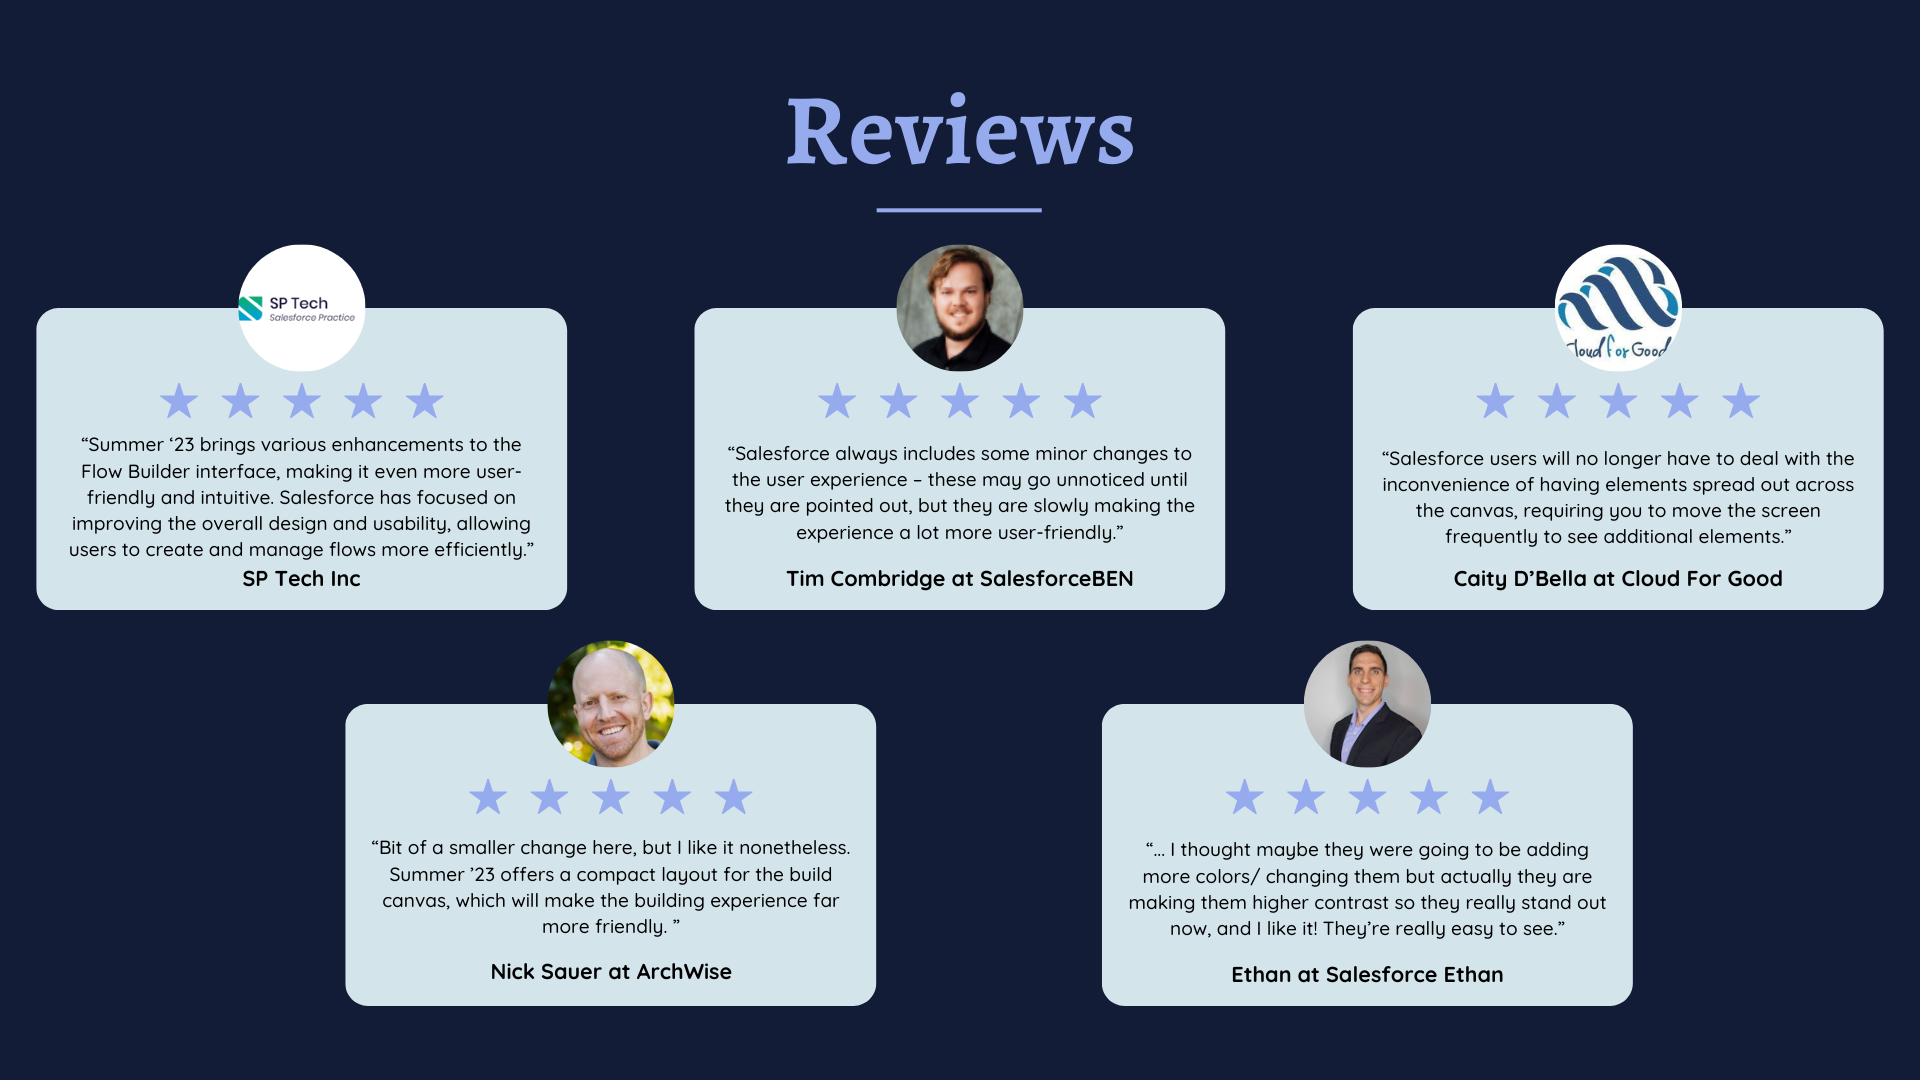 Reviews
SP Tech
Salesforce Practice
“Summer ‘23 brings various enhancements to the
Flow Builder interface, making it even more user-
friendly and intuitive. Salesforce has focused on
improving the overall design and usability, allowing
users to create and manage flows more efficiently.”
SP Tech Inc
“Salesforce always includes some minor changes to
the user experience – these may go unnoticed until
they are pointed out, but they are slowly making the
experience a lot more user-friendly.”
Tim Combridge at SalesforceBEN
Cloud For Good
“Salesforce users will no longer have to deal with the
inconvenience of having elements spread out across
the canvas, requiring you to move the screen
frequently to see additional elements.”
Caity D’Bella at Cloud For Good
“Bit of a smaller change here, but I like it nonetheless.
Summer ’23 offers a compact layout for the build
canvas, which will make the building experience far
more friendly. ”
Nick Sauer at ArchWise
“... I thought maybe they were going to be adding
more colors/ changing them but actually they are
making them higher contrast so they really stand out
now, and I like it! They’re really easy to see.”
Ethan at Salesforce Ethan